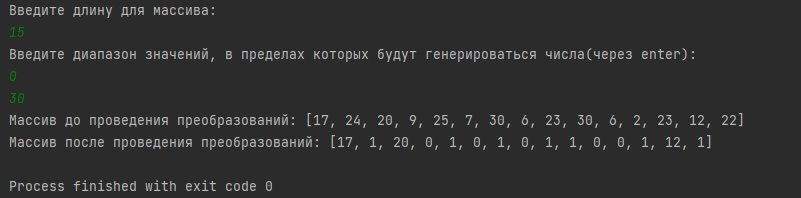 Введите длину для массива:
15
Введите диапазон значений, в пределах которых будут генерироваться числа(через enter):
0
30
Массив до проведения преобразований: [17, 24, 20, 9, 25, 7, 30, 6, 23, 30, 6, 2, 23, 12, 22]
Массив после проведения преобразований: [17, 1, 20, 0, 1, 0, 1, 0, 1, 1, 0, 0, 1, 12, 1]
Process finished with exit code 0